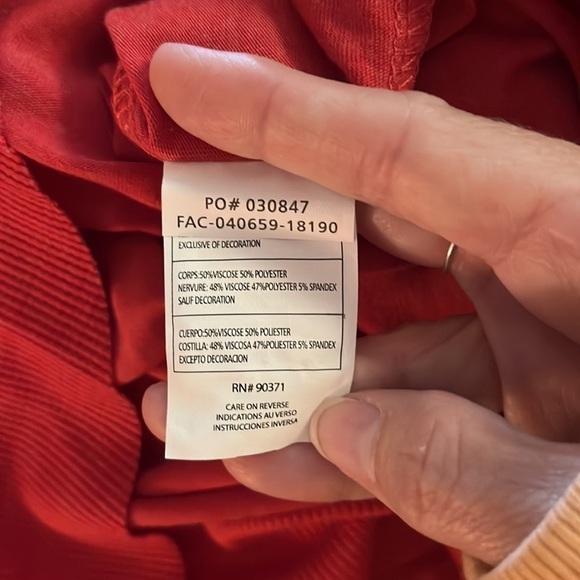 PO# 030847
FAC-040659-18190
EXCLUSIVE OF DECORATION
CORPS:50%VISCOSE 50% POLYESTER
NERVURE: 48% VISCOSE 47%POLYESTER 5% SPANDEX
SAUF DECORATION
CUERPO:50%VISCOSE 50% POLIESTER
COSTILLA: 48% VISCOSA 47%POLIESTER 5% SPANDEX
EXCEPTO DECORACION
RN# 90371
CARE ON REVERSE
INDICATIONS AU VERSO
INSTRUCCIONES INVERSA